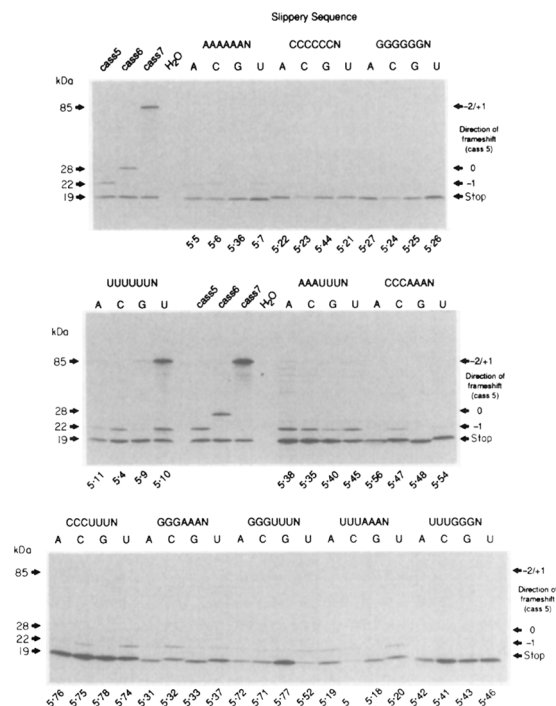 Slippery Sequence
cass5 cass6 cass7 H2O AAAAAAN CCCCCCN GGGGGGN
A C G U A C G U A C G U
kDa
85 -2/+1
Direction of
frameshift
(cass 5)
28 0
22 -1
19 Stop
5·5 5·6 5·36 5·7 5·22 5·23 5·44 5·21 5·27 5·24 5·25 5·26
UUUUUUN cass5 cass6 cass7 H2O AAAUUUN CCCAAAN
A C G U A C G U A C G U
kDa
85 -2/+1
Direction of
frameshift
(cass 5)
28 0
22 -1
19 Stop
5·11 5·4 5·9 5·10 5·38 5·35 5·40 5·45 5·56 5·47 5·48 5·54
CCCUUUN GGGAAAN GGGUUUN UUUAAAN UUUGGGN
A C G U A C G U A C G U A C G U A C G U
kDa
85 -2/+1
Direction of
frameshift
(cass 5)
28 0
22 -1
19 Stop
5·76 5·75 5·78 5·74 5·31 5·32 5·33 5·37 5·72 5·71 5·77 5·52 5·19 5 5·18 5·20 5·42 5·41 5·43 5·46